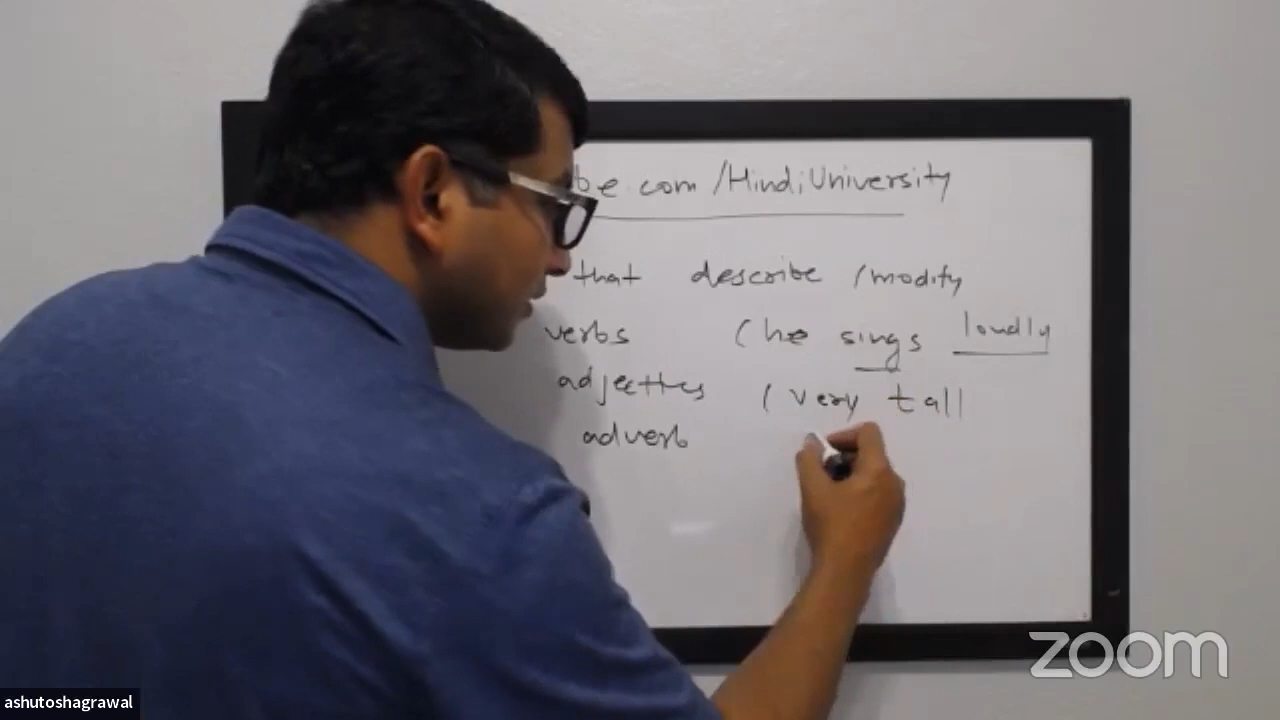 be.com/HindiUniversity
that describe /modify
verbs (he sings loudly
adjectives (very tall
adverb
zoom
ashutoshagrawal